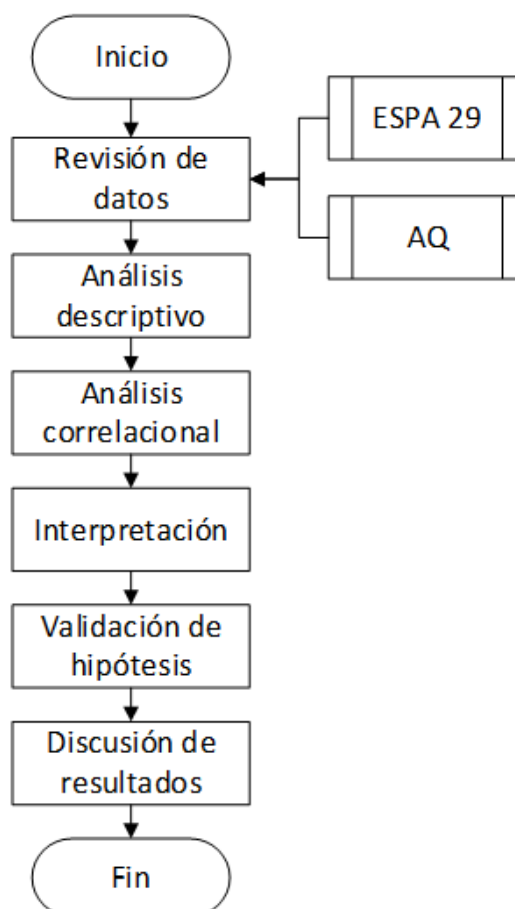 Inicio
Revisión de
datos
ESPA 29
AQ
Análisis
descriptivo
Análisis
correlacional
Interpretación
Validación de
hipótesis
Discusión de
resultados
Fin